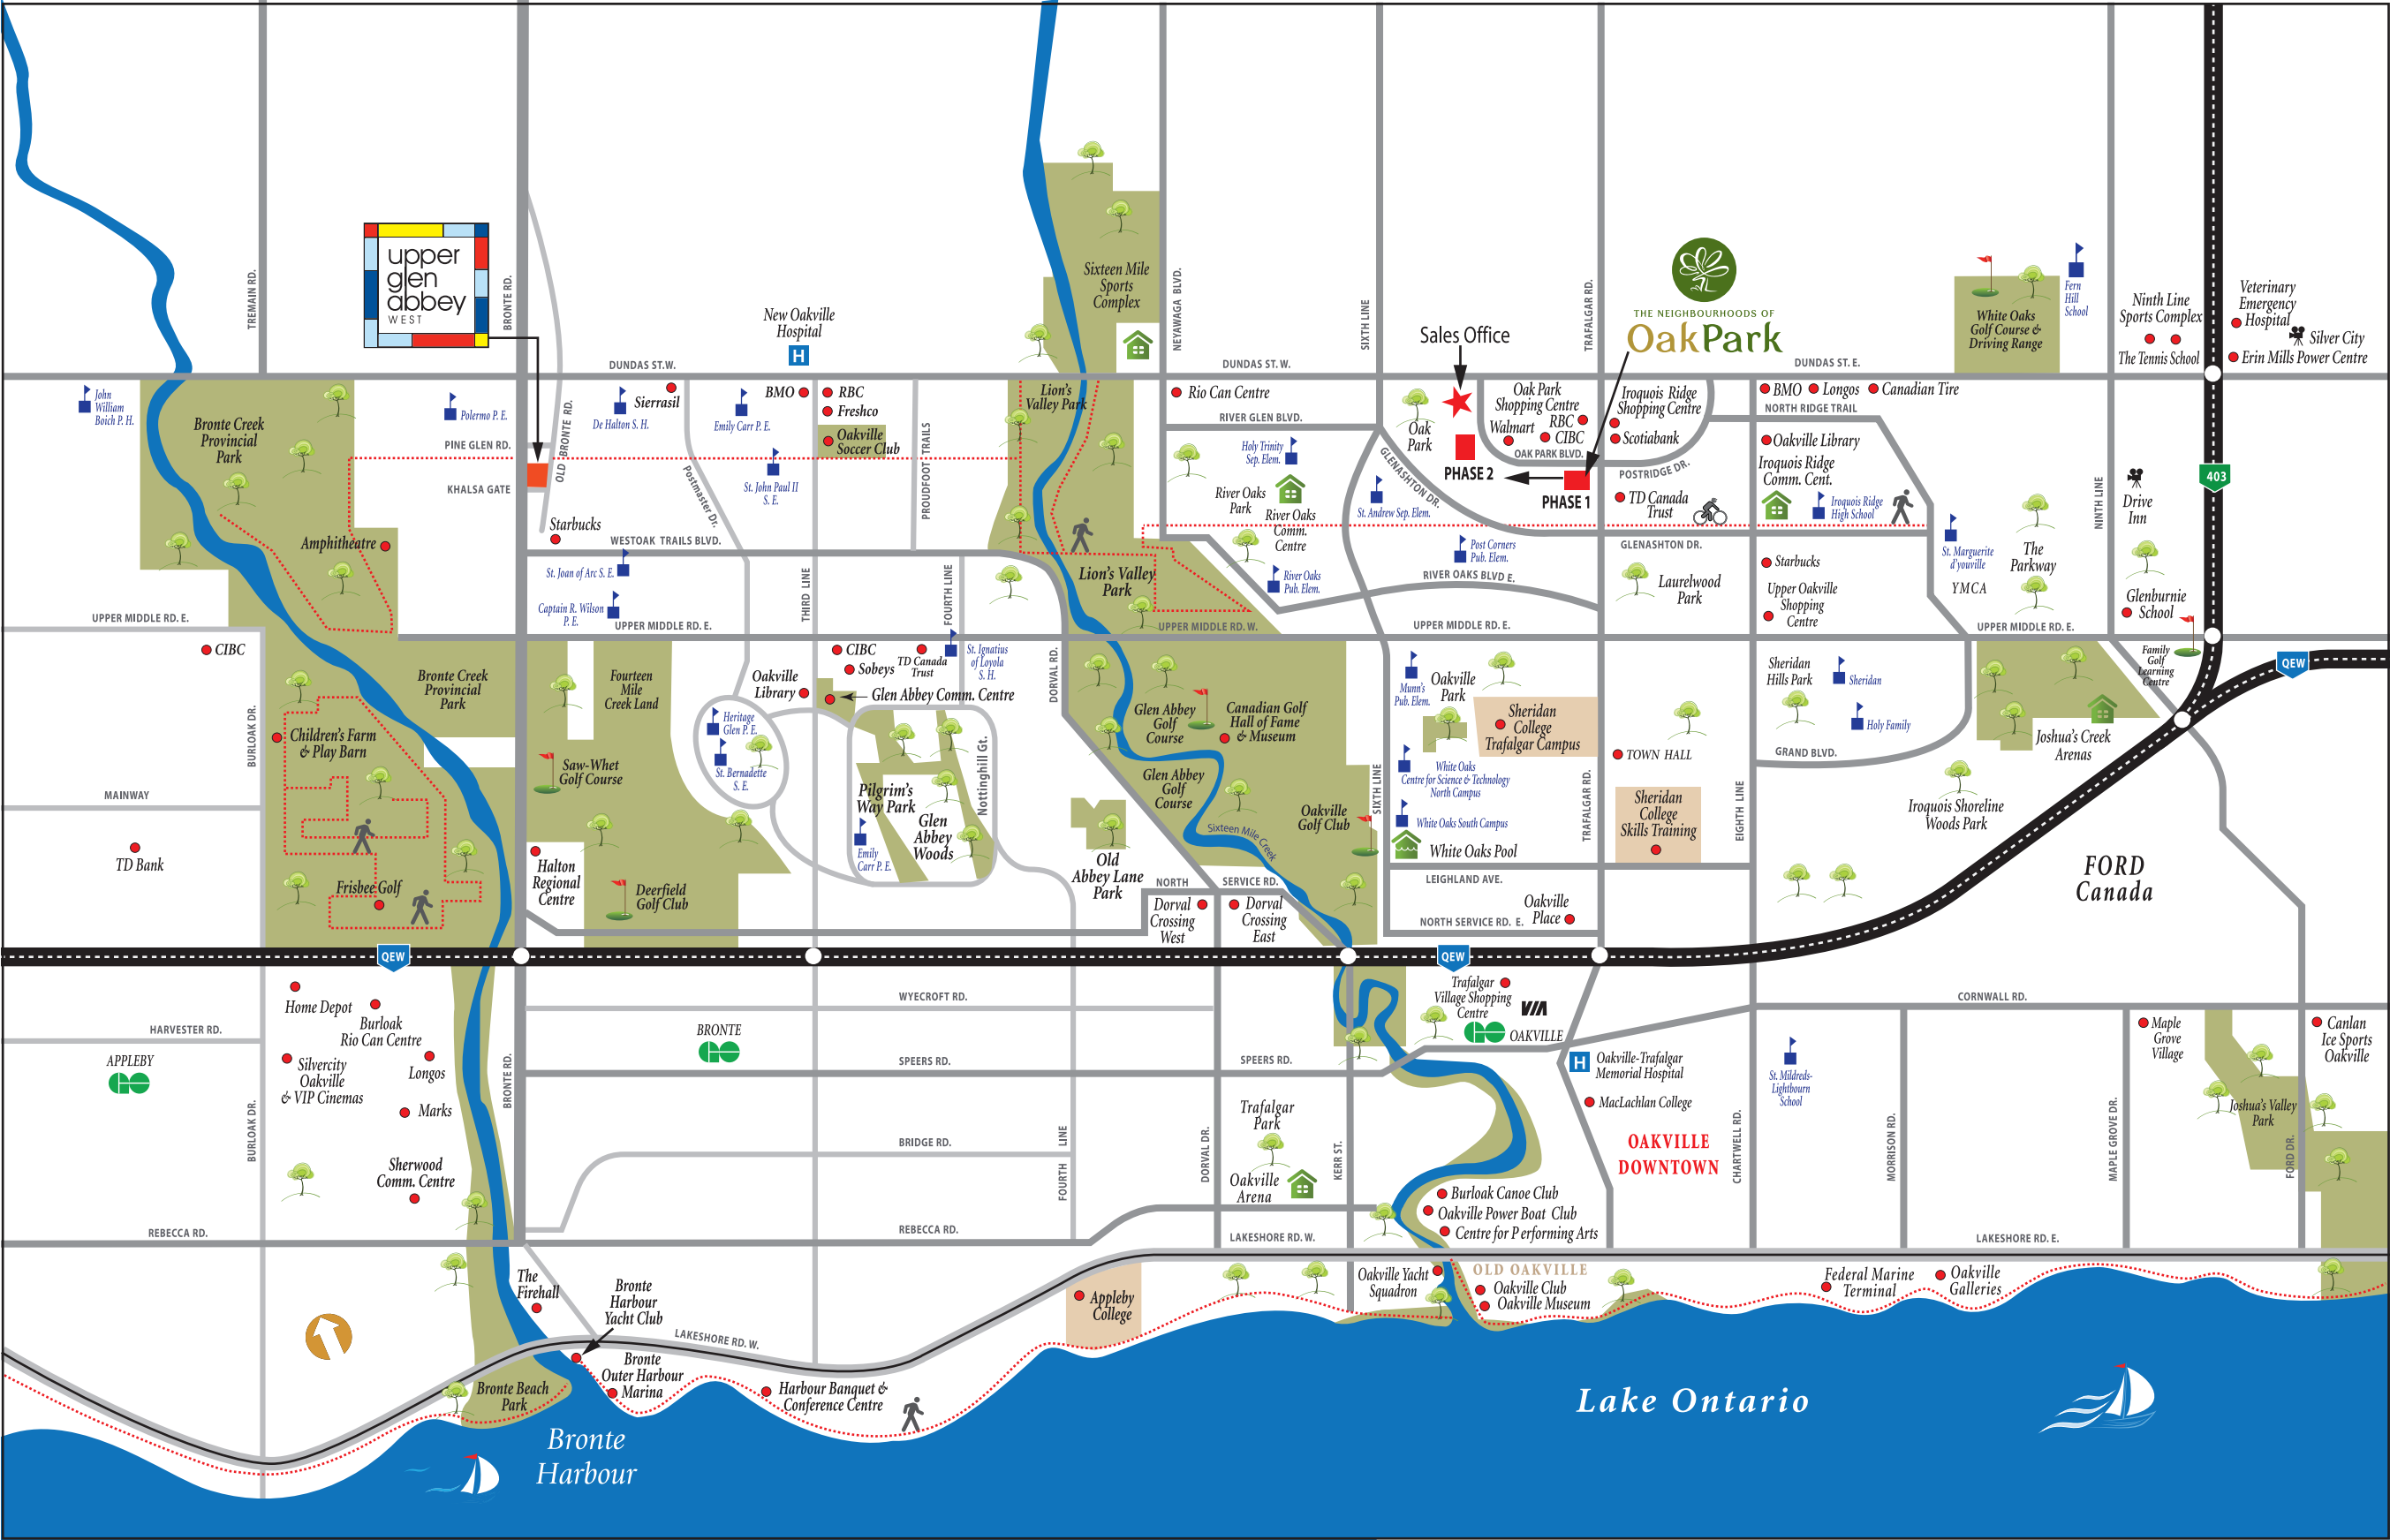 upper
glen
abbey
WEST
TREMAIN RD.
BRONTE RD.
New Oakville
Hospital
H
Sixteen Mile
Sports
Complex
NEYAWAGA BLVD.
SIXTH LINE
Sales Office
TRAFALGAR RD.
THE NEIGHBOURHOODS OF
OakPark
White Oaks
Golf Course &
Driving Range
Fern
Hill
School
Ninth Line
Sports Complex
The Tennis School
Veterinary
Emergency
Hospital
Silver City
Erin Mills Power Centre
DUNDAS ST.W.
DUNDAS ST. W.
DUNDAS ST. E.
John
William
Boich P. H.
Bronte Creek
Provincial
Park
Polermo P. E.
PINE GLEN RD.
KHALSA GATE
OLD BRONTE RD.
De Halton S. H.
Sierrasil
Emily Carr P. E.
BMO
RBC
Freshco
Oakville
Soccer Club
St. John Paul II
S. E.
Postmaster Dr.
PROUDFOOT TRAILS
Lion's
Valley Park
Rio Can Centre
RIVER GLEN BLVD.
Holy Trinity
Sep. Elem.
River Oaks
Park
River Oaks
Comm.
Centre
River Oaks
Pub. Elem.
Oak
Park
GLENASHTON DR.
St. Andrew Sep. Elem.
Oak Park
Shopping Centre
Walmart
RBC
CIBC
OAK PARK BLVD.
PHASE 2
PHASE 1
Iroquois Ridge
Shopping Centre
Scotiabank
POSTRIDGE DR.
TD Canada
Trust
BMO
Longos
Canadian Tire
NORTH RIDGE TRAIL
Oakville Library
Iroquois Ridge
Comm. Cent.
Iroquois Ridge
High School
NINTH LINE
Drive
Inn
403
Amphitheatre
Starbucks
WESTOAK TRAILS BLVD.
St. Joan of Arc S. E.
Captain R. Wilson
P. E.
THIRD LINE
FOURTH LINE
Lion's Valley
Park
Post Corners
Pub. Elem.
RIVER OAKS BLVD E.
GLENASHTON DR.
Laurelwood
Park
Starbucks
Upper Oakville
Shopping
Centre
St. Marguerite
d'youville
YMCA
The
Parkway
Glenburnie
School
UPPER MIDDLE RD. E.
UPPER MIDDLE RD. E.
UPPER MIDDLE RD. W.
UPPER MIDDLE RD. E.
UPPER MIDDLE RD. E.
CIBC
Bronte Creek
Provincial
Park
Fourteen
Mile
Creek Land
Oakville
Library
CIBC
Sobeys
TD Canada
Trust
St. Ignatius
of Loyola
S. H.
Glen Abbey Comm. Centre
DORVAL RD.
Glen Abbey
Golf
Course
Canadian Golf
Hall of Fame
& Museum
Munn's
Pub. Elem.
Oakville
Park
Sheridan
College
Trafalgar Campus
TOWN HALL
Sheridan
Hills Park
Sheridan
Holy Family
GRAND BLVD.
Joshua's Creek
Arenas
Family
Golf
Learning
Centre
QEW
BURLOAK DR.
Children's Farm
& Play Barn
MAINWAY
TD Bank
Frisbee Golf
Saw-Whet
Golf Course
Heritage
Glen P. E.
St. Bernadette
S. E.
Pilgrim's
Way Park
Emily
Carr P. E.
Glen
Abbey
Woods
Nottinghill Gt.
Old
Abbey Lane
Park
Glen Abbey
Golf
Course
Sixteen Mile Creek
Oakville
Golf Club
SIXTH LINE
White Oaks
Centre for Science & Technology
North Campus
White Oaks South Campus
White Oaks Pool
TRAFALGAR RD.
Sheridan
College
Skills Training
EIGHTH LINE
Iroquois Shoreline
Woods Park
FORD
Canada
Halton
Regional
Centre
Deerfield
Golf Club
NORTH
SERVICE RD.
Dorval
Crossing
West
Dorval
Crossing
East
LEIGHLAND AVE.
NORTH SERVICE RD. E.
Oakville
Place
QEW
QEW
Home Depot
Burloak
Rio Can Centre
HARVESTER RD.
APPLEBY
GO
Silvercity
Oakville
& VIP Cinemas
Longos
Marks
BURLOAK DR.
Sherwood
Comm. Centre
REBECCA RD.
BRONTE RD.
WYECROFT RD.
BRONTE
GO
SPEERS RD.
SPEERS RD.
BRIDGE RD.
FOURTH LINE
REBECCA RD.
DORVAL DR.
KERR ST.
Trafalgar
Park
Oakville
Arena
Trafalgar
Village Shopping
Centre
VIA
GO
OAKVILLE
H
Oakville-Trafalgar
Memorial Hospital
MacLachlan College
OAKVILLE
DOWNTOWN
CORNWALL RD.
St. Mildreds-
Lightbourn
School
CHARTWELL RD.
MORRISON RD.
MAPLE GROVE DR.
Maple
Grove
Village
Joshua's Valley
Park
FORD DR.
Canlan
Ice Sports
Oakville
Burloak Canoe Club
Oakville Power Boat Club
Centre for P erforming Arts
LAKESHORE RD. W.
LAKESHORE RD. E.
The
Firehall
Bronte
Harbour
Yacht Club
LAKESHORE RD. W.
Bronte
Outer Harbour
Marina
Bronte Beach
Park
Harbour Banquet &
Conference Centre
Appleby
College
Oakville Yacht
Squadron
OLD OAKVILLE
Oakville Club
Oakville Museum
Federal Marine
Terminal
Oakville
Galleries
Bronte
Harbour
Lake Ontario